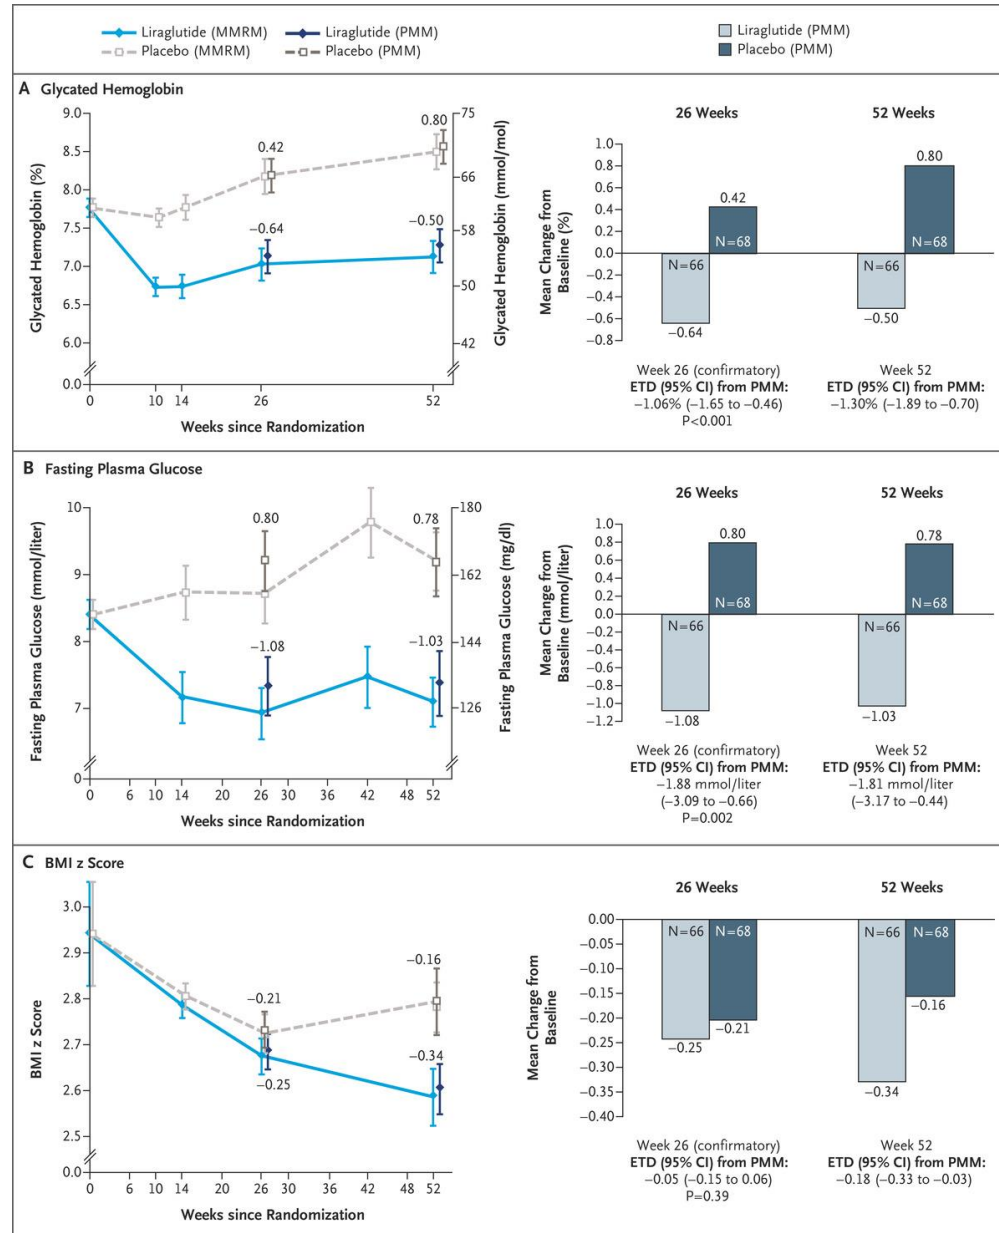 Liraglutide (MMRM)
Placebo (MMRM)
Liraglutide (PMM)
Placebo (PMM)
Liraglutide (PMM)
Placebo (PMM)
A Glycated Hemoglobin
Glycated Hemoglobin (%)
9.0
8.5
8.0
7.5
7.0
6.5
6.0
0.0
0 10 14 26 52
Weeks since Randomization
75
66
58
50
42
Glycated Hemoglobin (mmol/mol)
0.42
0.80
−0.64
−0.50
26 Weeks
52 Weeks
Mean Change from
Baseline (%)
1.0
0.8
0.6
0.4
0.2
0.0
−0.2
−0.4
−0.6
−0.8
0.42
N=68
N=66
−0.64
0.80
N=68
N=66
−0.50
Week 26 (confirmatory)
ETD (95% CI) from PMM:
−1.06% (−1.65 to −0.46)
P<0.001
Week 52
ETD (95% CI) from PMM:
−1.30% (−1.89 to −0.70)
B Fasting Plasma Glucose
Fasting Plasma Glucose (mmol/liter)
10
9
8
7
0
0 6 10 14 20 26 30 36 42 48 52
Weeks since Randomization
180
162
144
126
Fasting Plasma Glucose (mg/dl)
0.80
0.78
−1.08
−1.03
26 Weeks
52 Weeks
Mean Change from
Baseline (mmol/liter)
1.0
0.8
0.6
0.4
0.2
0.0
−0.2
−0.4
−0.6
−0.8
−1.0
−1.2
0.80
N=68
N=66
−1.08
0.78
N=68
N=66
−1.03
Week 26 (confirmatory)
ETD (95% CI) from PMM:
−1.88 mmol/liter
(−3.09 to −0.66)
P=0.002
Week 52
ETD (95% CI) from PMM:
−1.81 mmol/liter
(−3.17 to −0.44)
C BMI z Score
BMI z Score
3.0
2.9
2.8
2.7
2.6
2.5
0.0
0 6 10 14 20 26 30 36 42 48 52
Weeks since Randomization
−0.21
−0.16
−0.25
−0.34
26 Weeks
52 Weeks
Mean Change from
Baseline
0.00
−0.05
−0.10
−0.15
−0.20
−0.25
−0.30
−0.35
−0.40
N=66 N=68
−0.25
−0.21
N=66 N=68
−0.34
−0.16
Week 26 (confirmatory)
ETD (95% CI) from PMM:
−0.05 (−0.15 to 0.06)
P=0.39
Week 52
ETD (95% CI) from PMM:
−0.18 (−0.33 to −0.03)